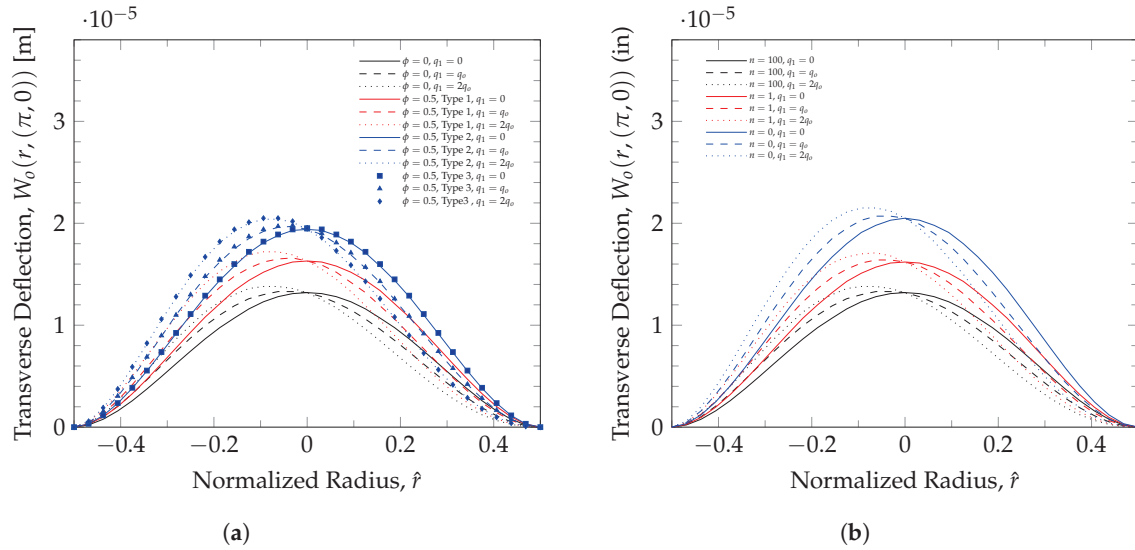 ·10⁻⁵
Transverse Deflection, Wₒ(r, (π, 0)) [m]
3
2
1
0
−0.4
−0.2
0
0.2
0.4
Normalized Radius, r̂
ϕ = 0, q₁ = 0
ϕ = 0, q₁ = qₒ
ϕ = 0, q₁ = 2qₒ
ϕ = 0.5, Type 1, q₁ = 0
ϕ = 0.5, Type 1, q₁ = qₒ
ϕ = 0.5, Type 1, q₁ = 2qₒ
ϕ = 0.5, Type 2, q₁ = 0
ϕ = 0.5, Type 2, q₁ = qₒ
ϕ = 0.5, Type 2, q₁ = 2qₒ
ϕ = 0.5, Type 3, q₁ = 0
ϕ = 0.5, Type 3, q₁ = qₒ
ϕ = 0.5, Type3 , q₁ = 2qₒ
(a)
·10⁻⁵
Transverse Deflection, Wₒ(r, (π, 0)) (in)
3
2
1
0
−0.4
−0.2
0
0.2
0.4
Normalized Radius, r̂
n = 100, q₁ = 0
n = 100, q₁ = qₒ
n = 100, q₁ = 2qₒ
n = 1, q₁ = 0
n = 1, q₁ = qₒ
n = 1, q₁ = 2qₒ
n = 0, q₁ = 0
n = 0, q₁ = qₒ
n = 0, q₁ = 2qₒ
(b)